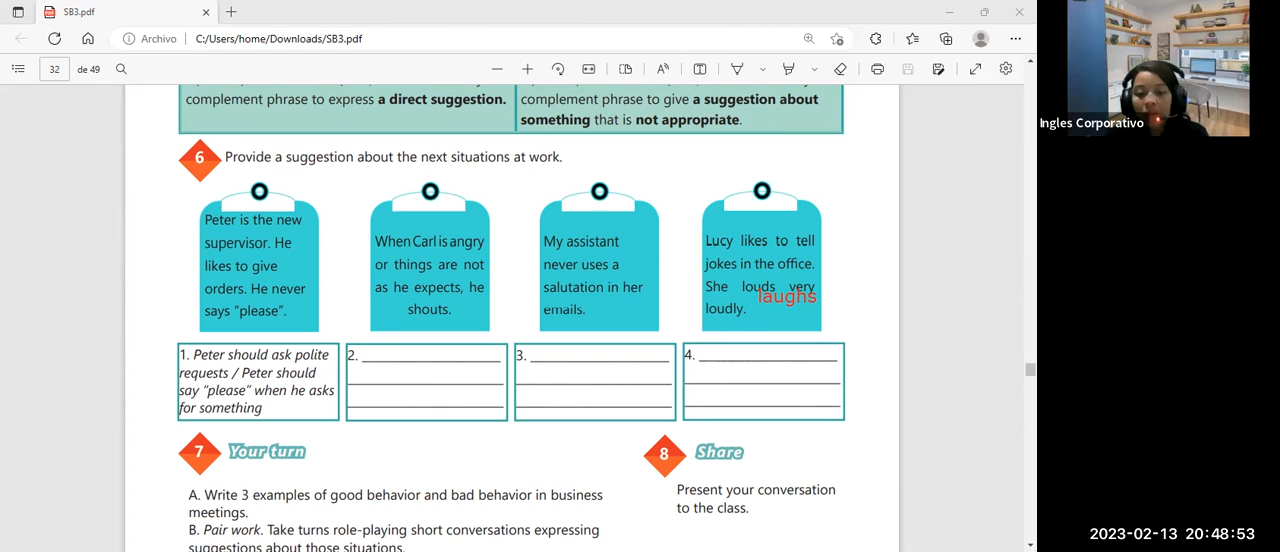 SB3.pdf
Archivo
C:/Users/home/Downloads/SB3.pdf
32
de 49
complement phrase to express a direct suggestion.
complement phrase to give a suggestion about
something that is not appropriate.
6
Provide a suggestion about the next situations at work.
Peter is the new
supervisor. He
likes to give
orders. He never
says “please”.
When Carl is angry
or things are not
as he expects, he
shouts.
My assistant
never uses a
salutation in her
emails.
Lucy likes to tell
jokes in the office.
She louds very
laughs
loudly.
1. Peter should ask polite
requests / Peter should
say “please” when he asks
for something
2.
3.
4.
7
Your turn
8
Share
A. Write 3 examples of good behavior and bad behavior in business
meetings.
B. Pair work. Take turns role-playing short conversations expressing
suggestions about those situations.
Present your conversation
to the class.
Ingles Corporativo
2023-02-13 20:48:53